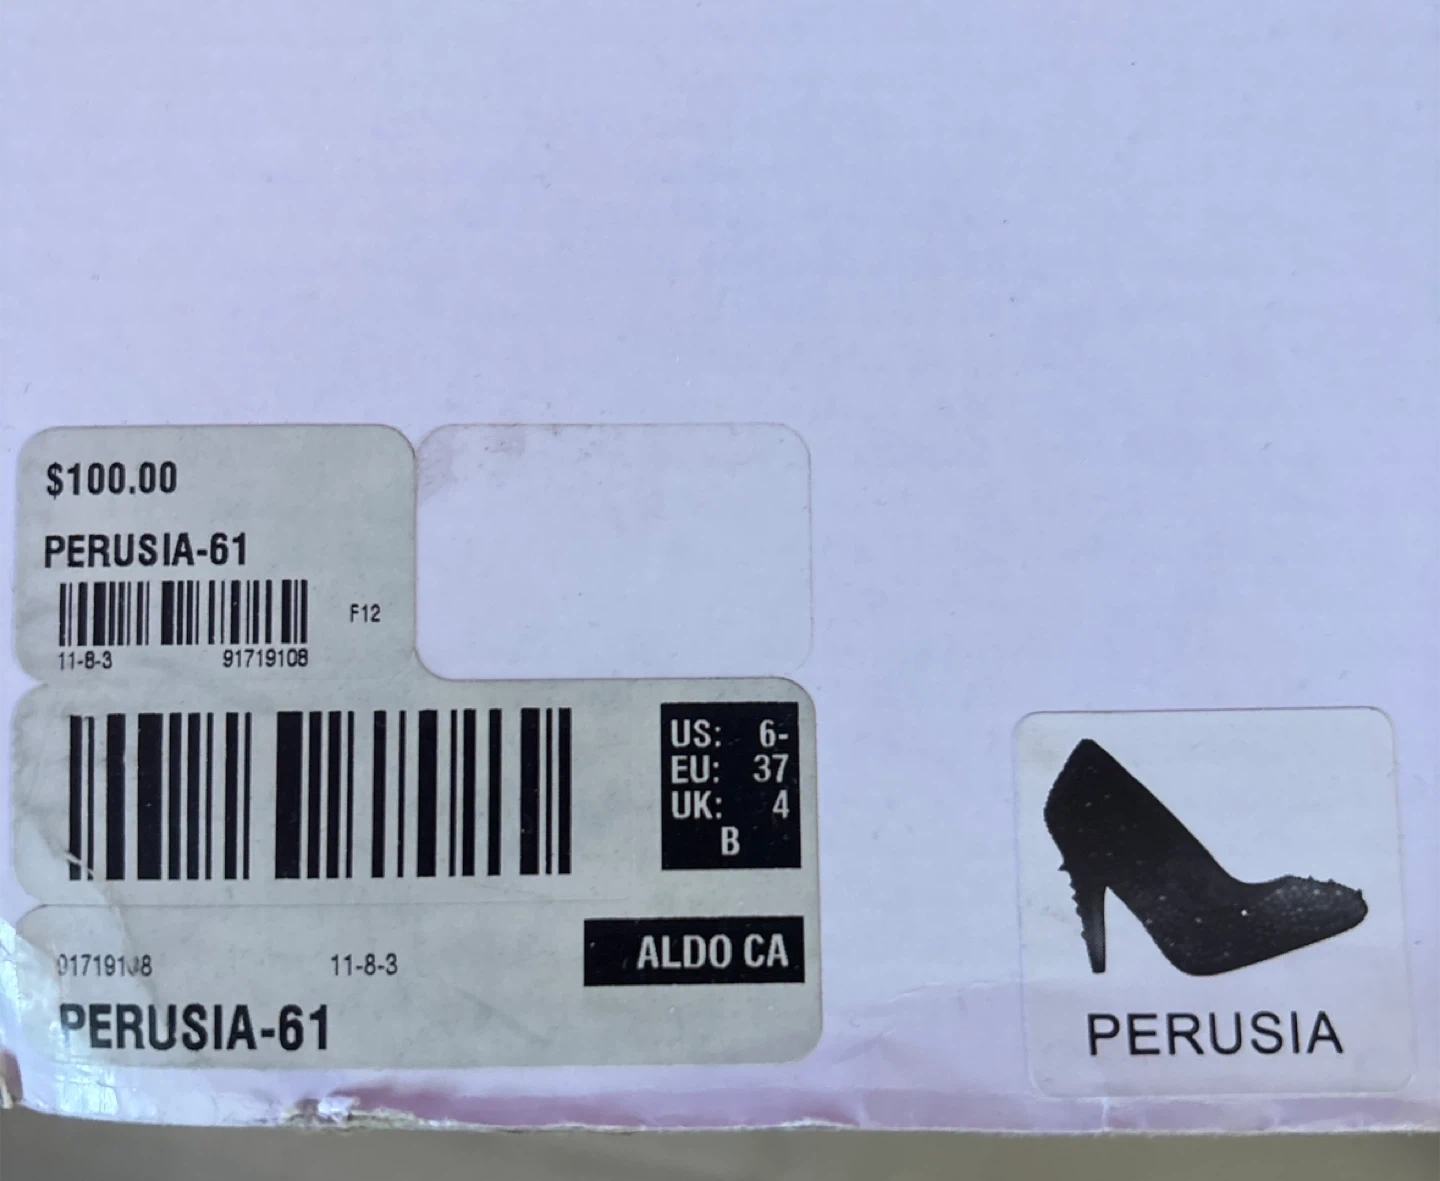 $100.00
PERUSIA-61
F12
11-8-3 91719108
US: 6-
EU: 37
UK: 4
B
ALDO CA
91719108 11-8-3
PERUSIA-61
PERUSIA